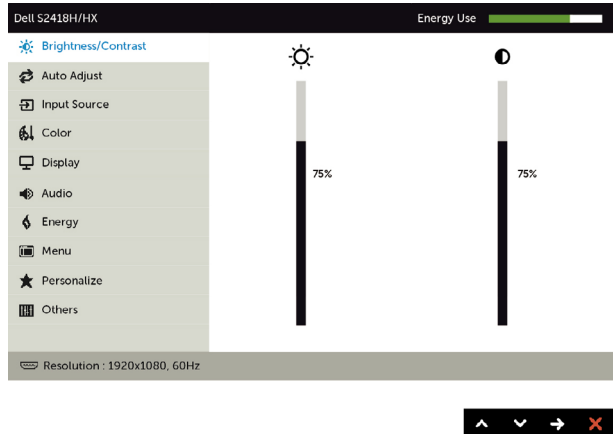 Dell S2418H/HX
Energy Use
Brightness/Contrast
Auto Adjust
Input Source
Color
Display
Audio
Energy
Menu
Personalize
Others
75%
75%
Resolution : 1920x1080, 60Hz